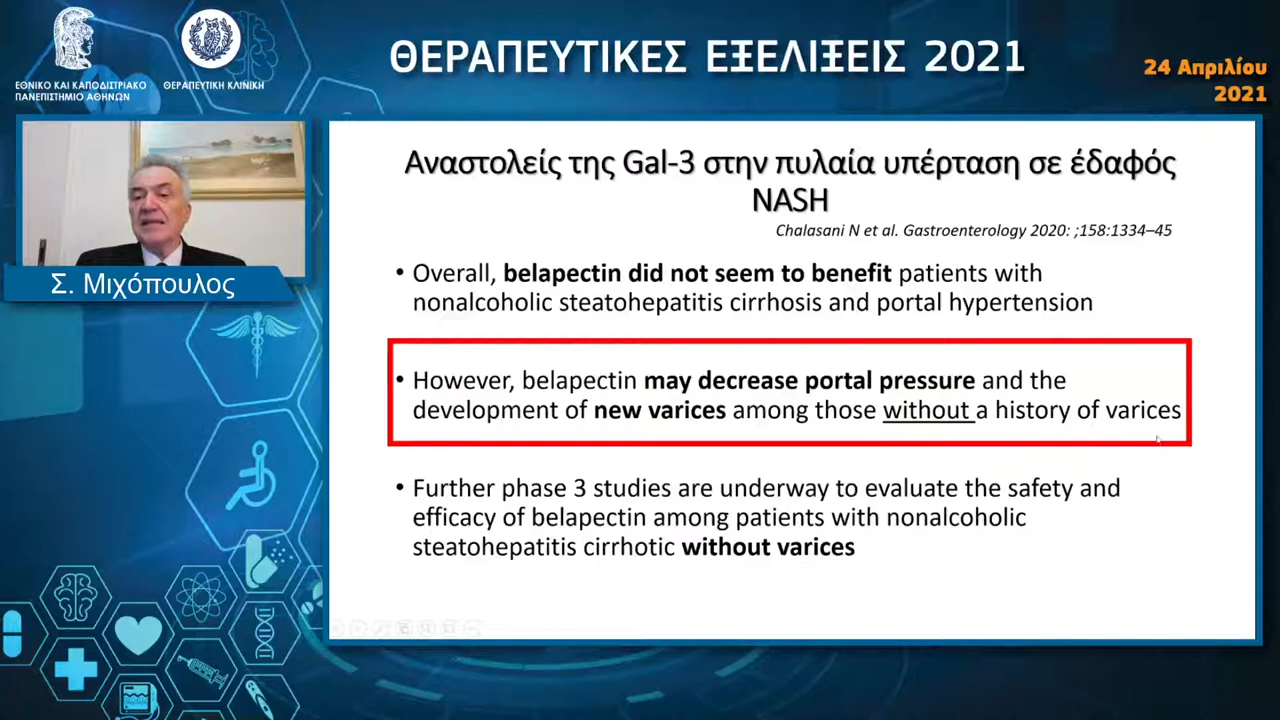 ΕΘΝΙΚΟ ΚΑΙ ΚΑΠΟΔΙΣΤΡΙΑΚΟ
ΠΑΝΕΠΙΣΤΗΜΙΟ ΑΘΗΝΩΝ
ΘΕΡΑΠΕΥΤΙΚΗ ΚΛΙΝΙΚΗ
ΘΕΡΑΠΕΥΤΙΚΕΣ ΕΞΕΛΙΞΕΙΣ 2021
24 Απριλίου
2021
Σ. Μιχόπουλος
Αναστολείς της Gal-3 στην πυλαία υπέρταση σε έδαφός
NASH
Chalasani N et al. Gastroenterology 2020: ;158:1334–45
• Overall, belapectin did not seem to benefit patients with
nonalcoholic steatohepatitis cirrhosis and portal hypertension
• However, belapectin may decrease portal pressure and the
development of new varices among those without a history of varices
• Further phase 3 studies are underway to evaluate the safety and
efficacy of belapectin among patients with nonalcoholic
steatohepatitis cirrhotic without varices